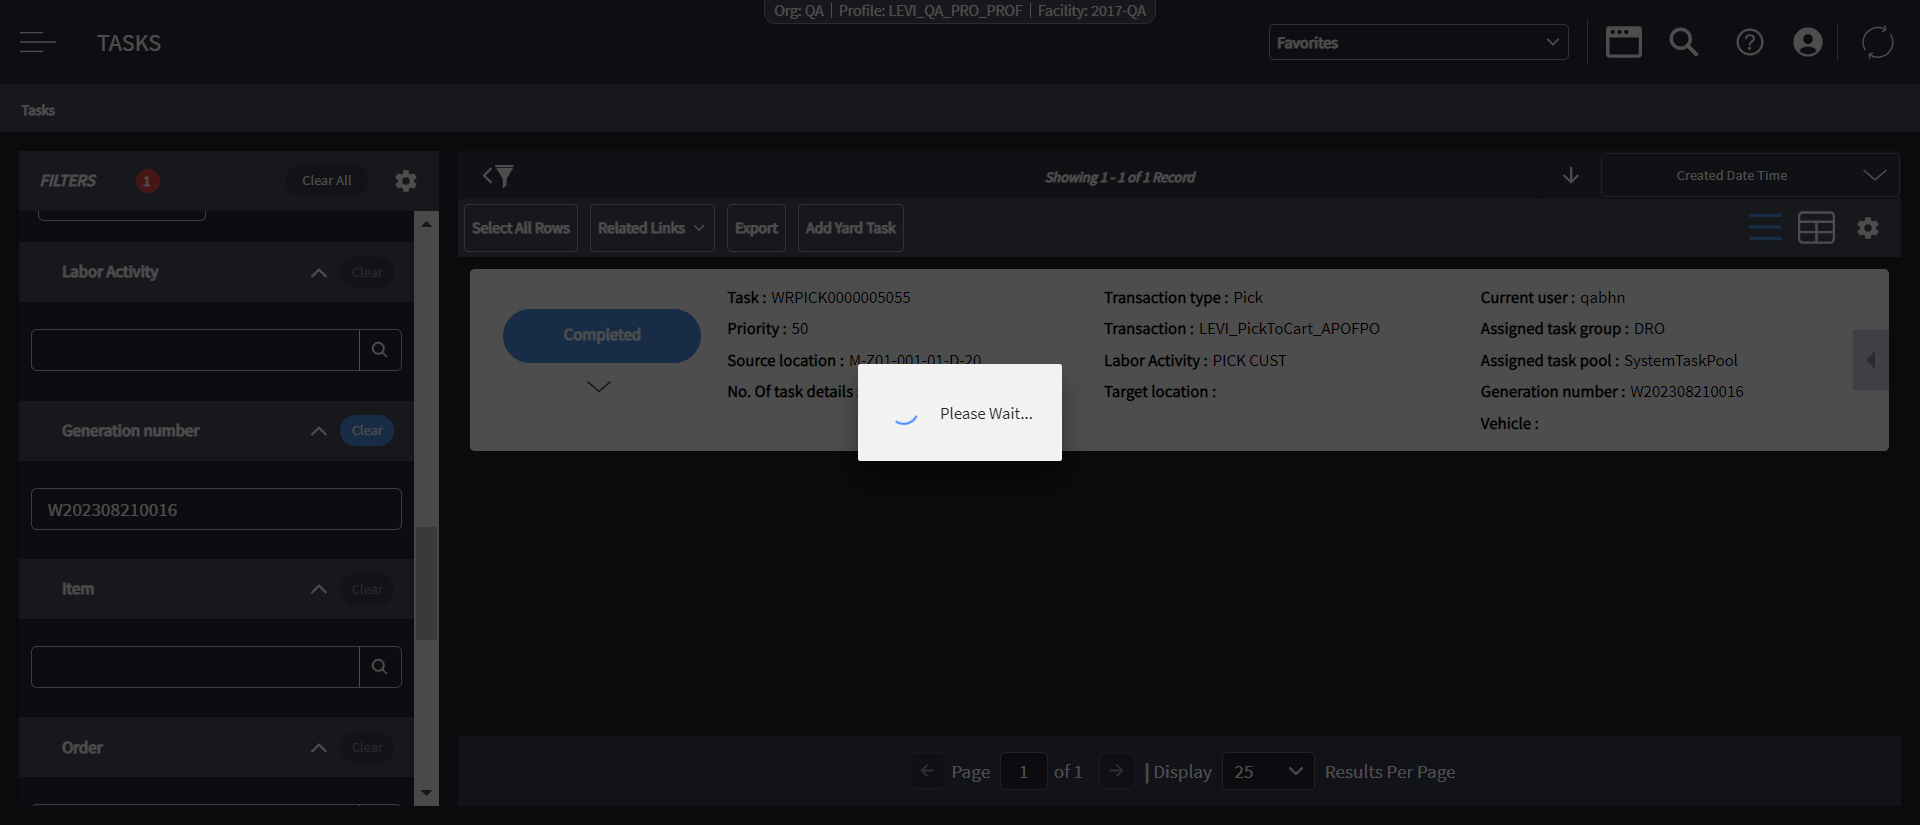 Org: QA | Profile: LEVI_QA_PRO_PROF | Facility: 2017-QA
TASKS
Favorites
Tasks
FILTERS
1
Clear All
Showing 1 - 1 of 1 Record
Created Date Time
Select All Rows
Related Links
Export
Add Yard Task
Labor Activity
Clear
Generation number
Clear
W202308210016
Item
Clear
Order
Clear
Completed
Task : WRPICK0000005055
Priority : 50
Source location : M-Z01-001-01-D-20
No. Of task details
Transaction type : Pick
Transaction : LEVI_PickToCart_APOFPO
Labor Activity : PICK CUST
Target location :
Current user : qabhn
Assigned task group : DRO
Assigned task pool : SystemTaskPool
Generation number : W202308210016
Vehicle :
Please Wait...
Page 1 of 1 | Display 25 Results Per Page